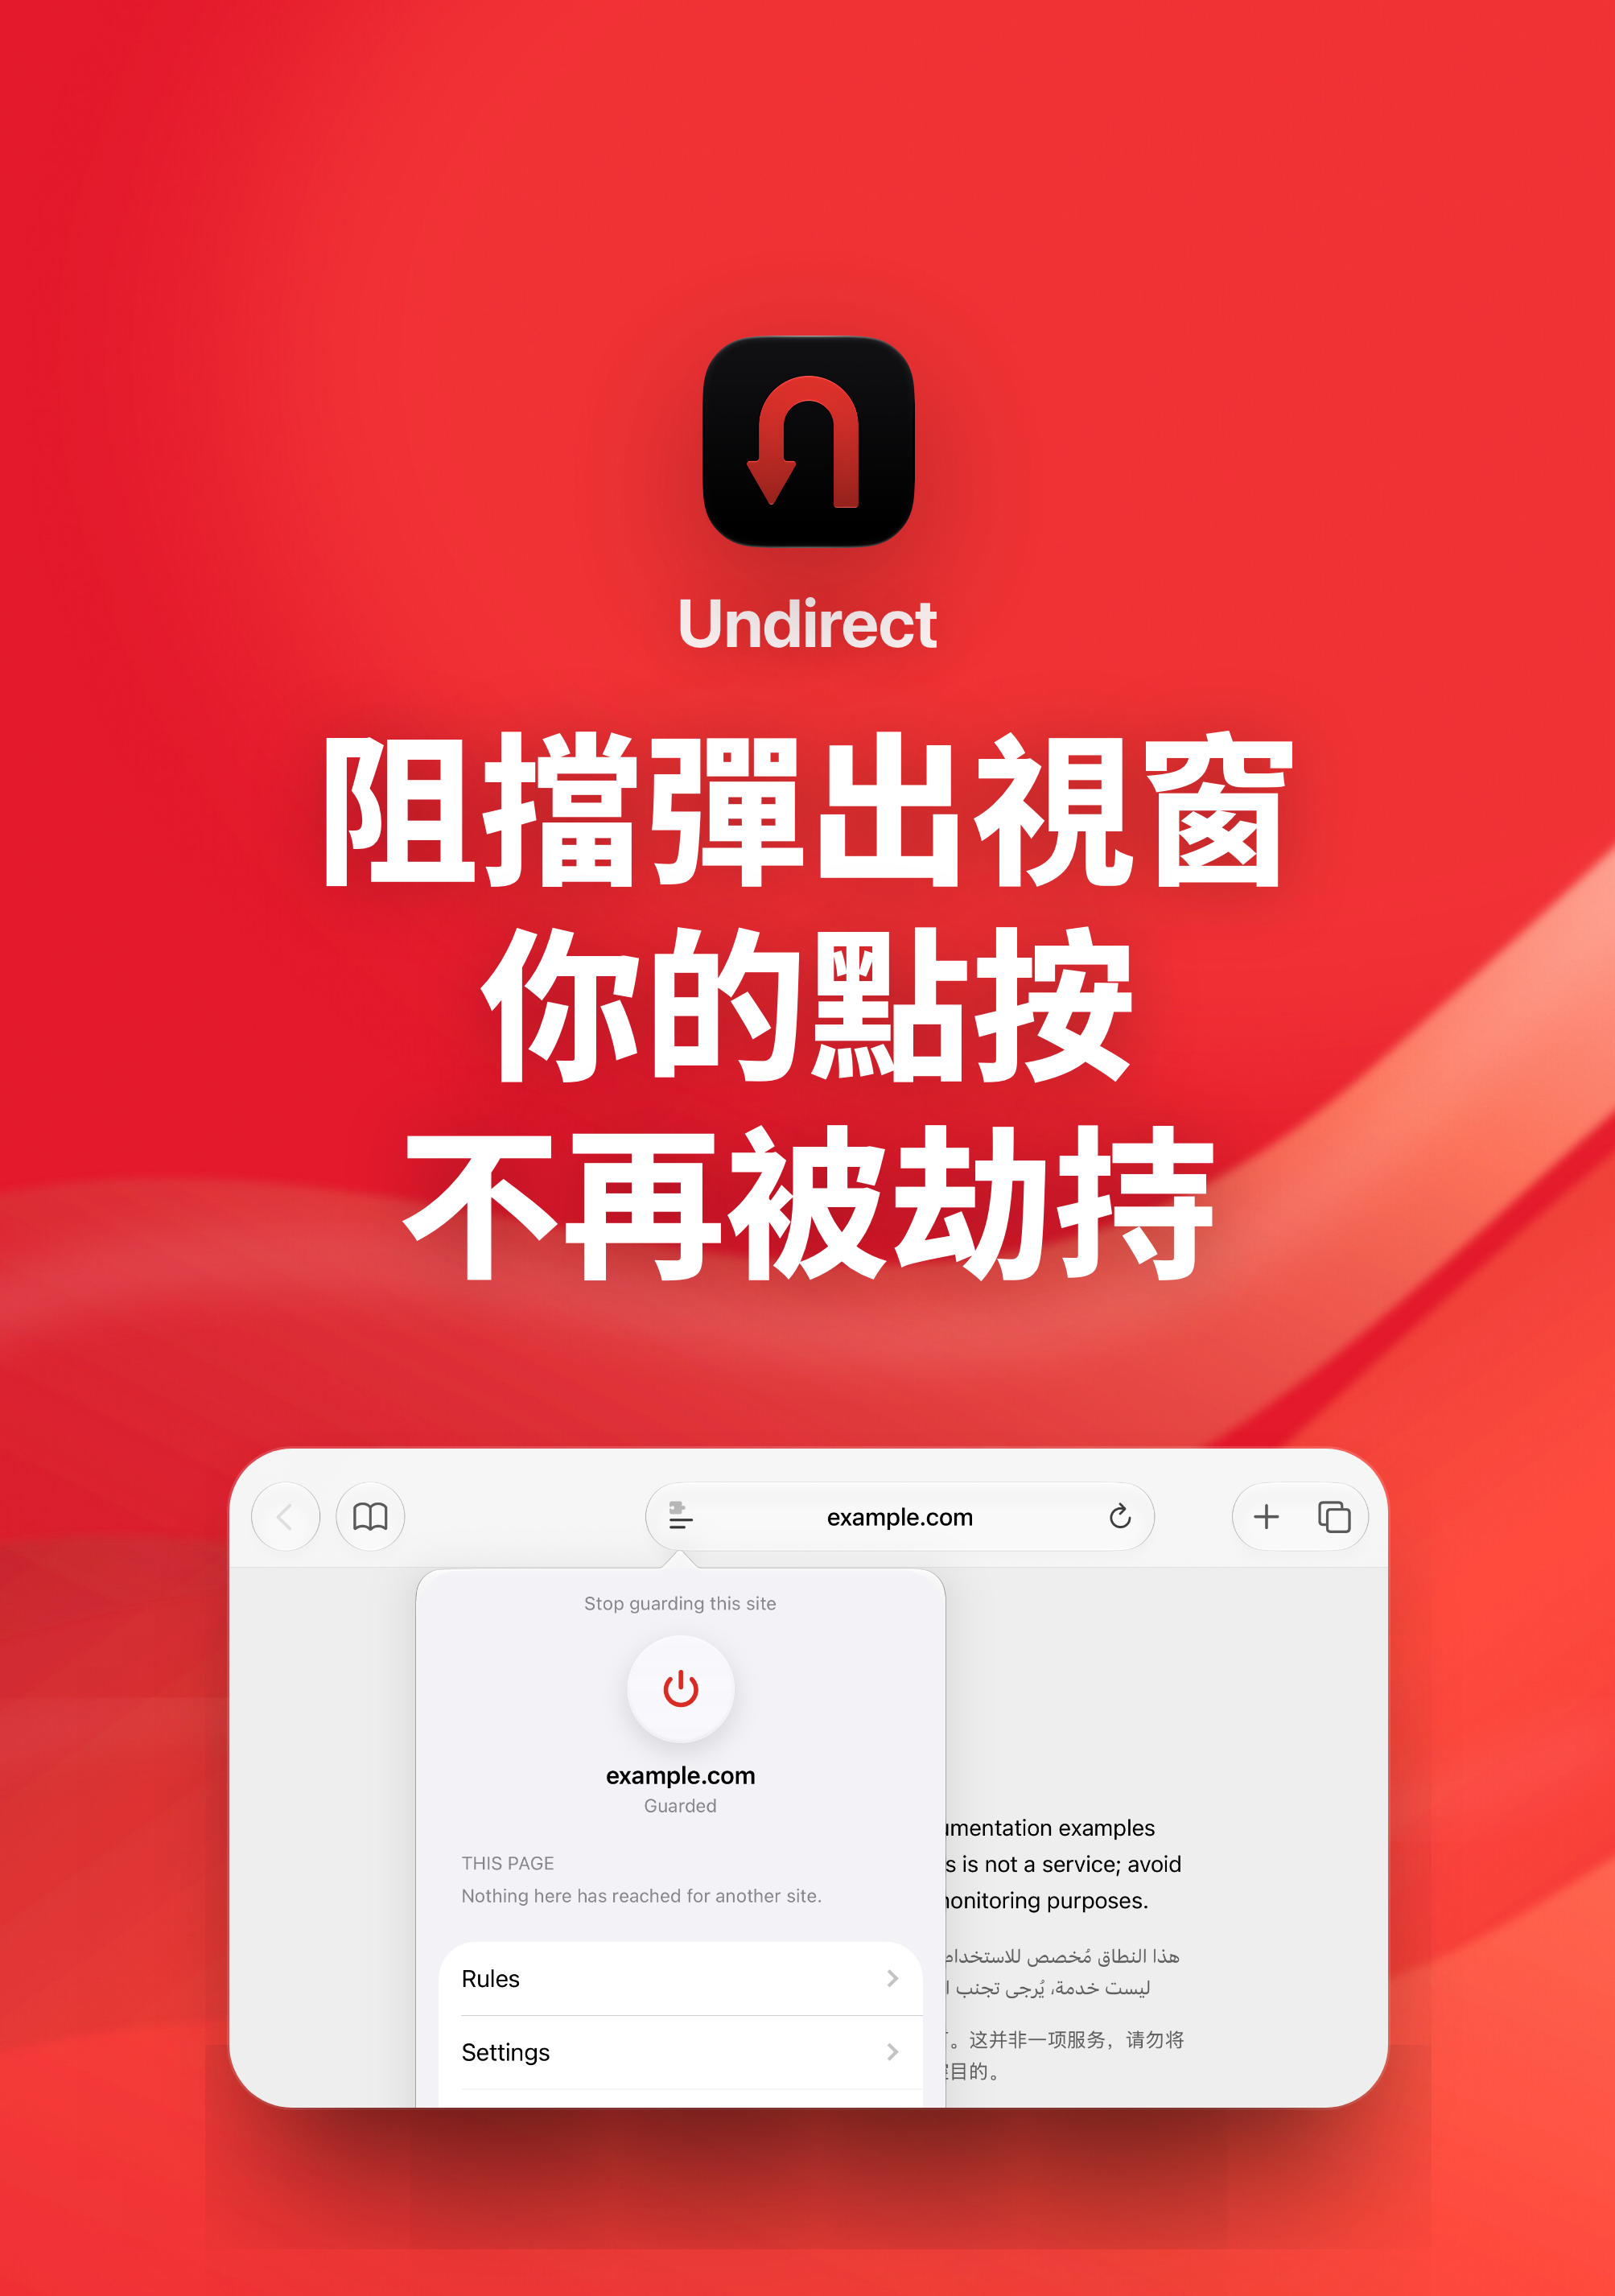 Undirect
阻擋彈出視窗
你的點按
不再被劫持
example.com
Stop guarding this site
example.com
Guarded
THIS PAGE
Nothing here has reached for another site.
Rules
Settings
examples
s is not a service; avoid
purposes.
هذا النطاق مُخصص
ليست خدمة، يُرجى تجنب
。这并非一项服务，请勿将
目的。